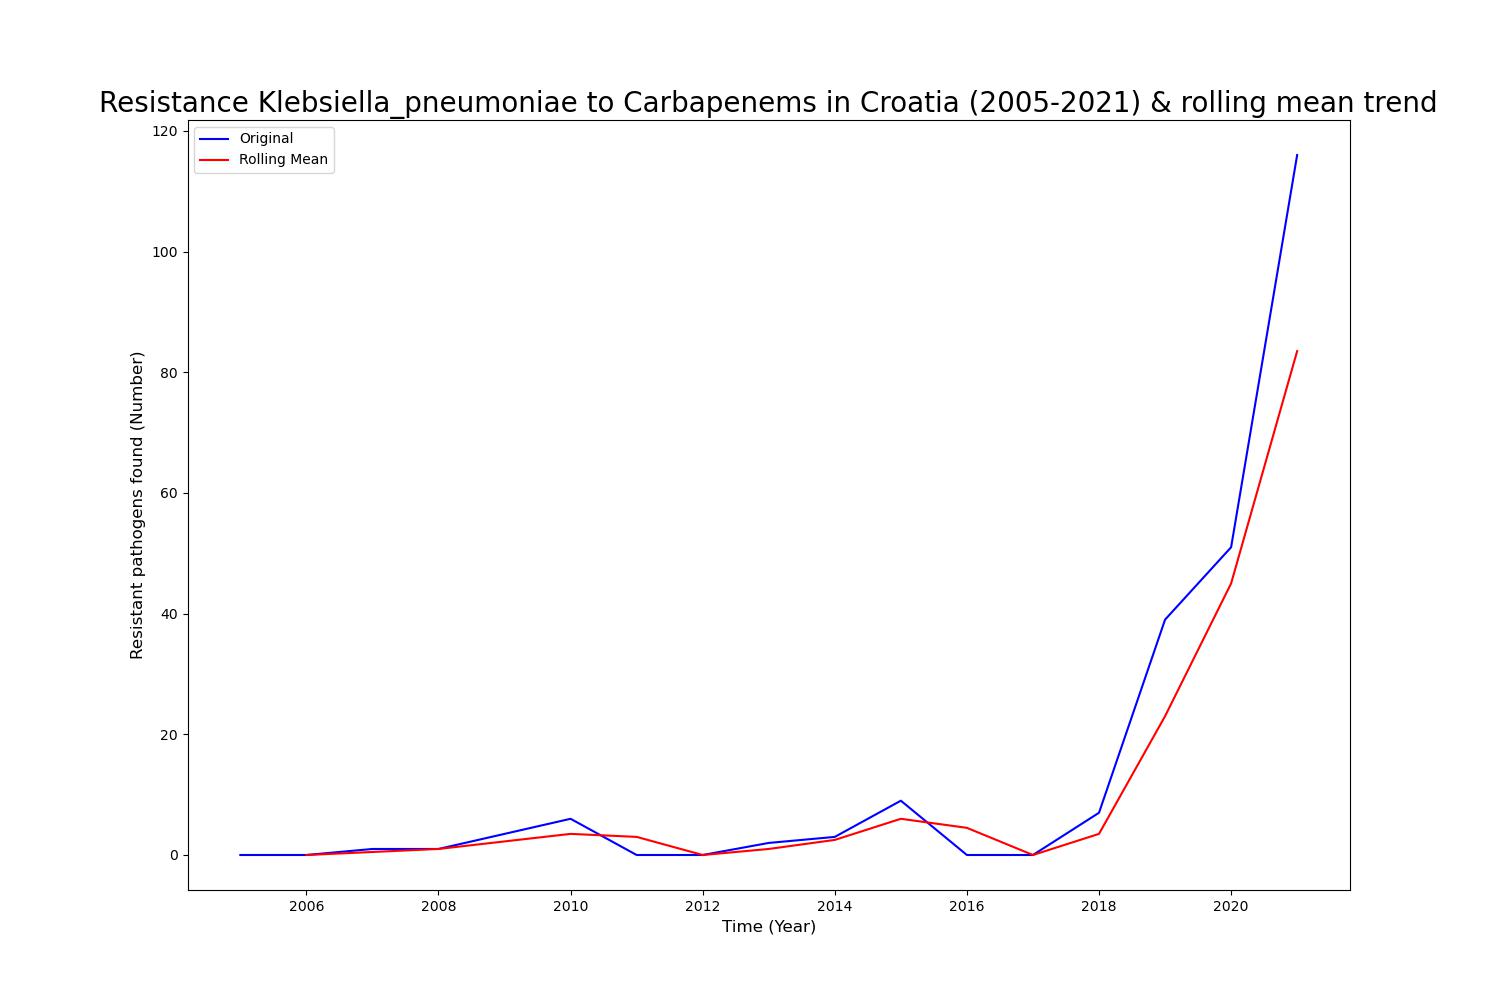 Resistance Klebsiella_pneumoniae to Carbapenems in Croatia (2005-2021) & rolling mean trend
Original
Rolling Mean
120
100
80
60
40
20
0
Resistant pathogens found (Number)
2006 2008 2010 2012 2014 2016 2018 2020
Time (Year)